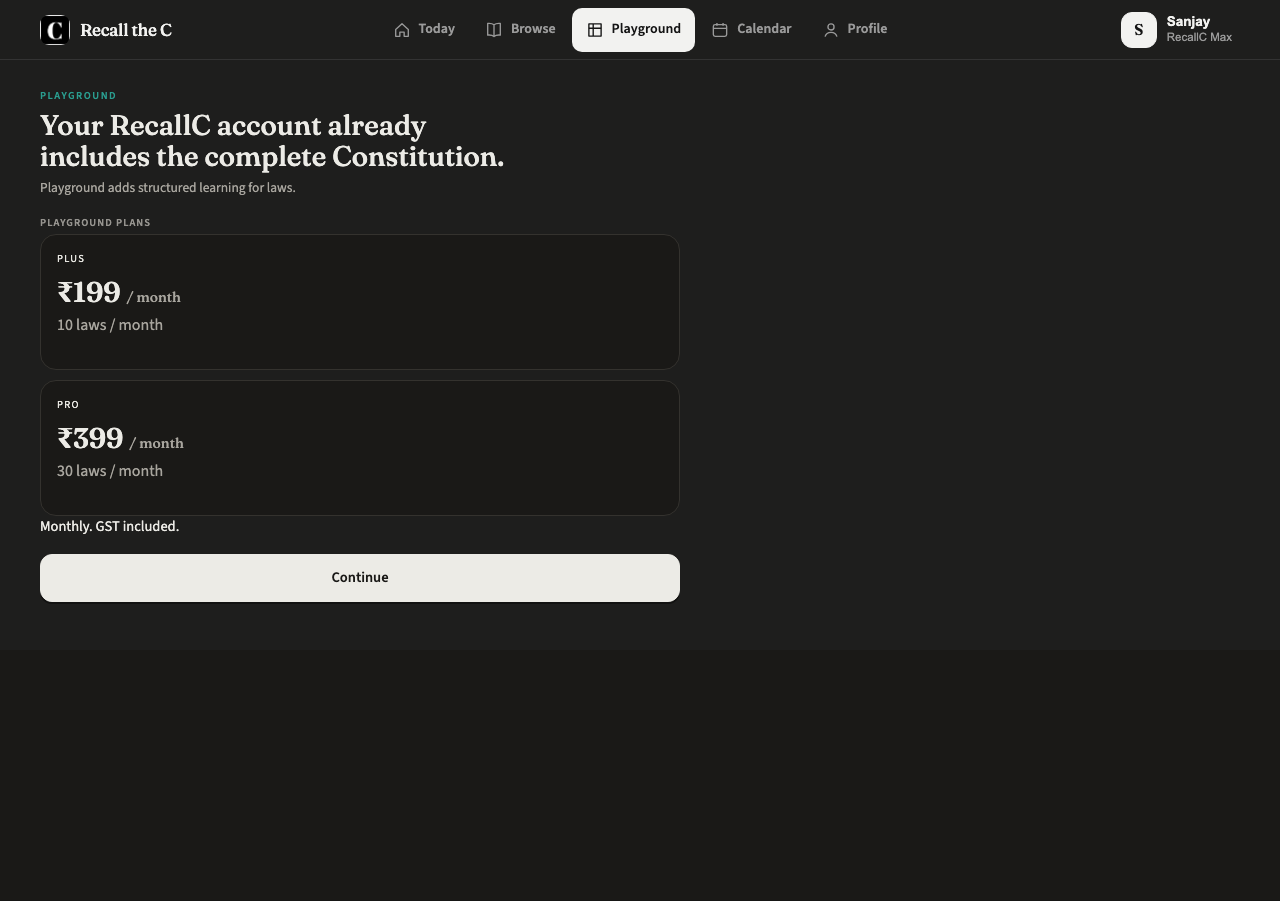 C Recall the C
Today
Browse
Playground
Calendar
Profile
S
Sanjay
RecallC Max
PLAYGROUND
Your RecallC account already
includes the complete Constitution.
Playground adds structured learning for laws.
PLAYGROUND PLANS
PLUS
₹199 / month
10 laws / month
PRO
₹399 / month
30 laws / month
Monthly. GST included.
Continue